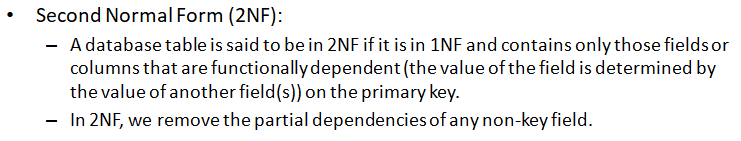 • Second Normal Form (2NF):
– A database table is said to be in 2NF if it is in 1NF and contains only those fields or
columns that are functionally dependent (the value of the field is determined by
the value of another field(s)) on the primary key.
– In 2NF, we remove the partial dependencies of any non-key field.